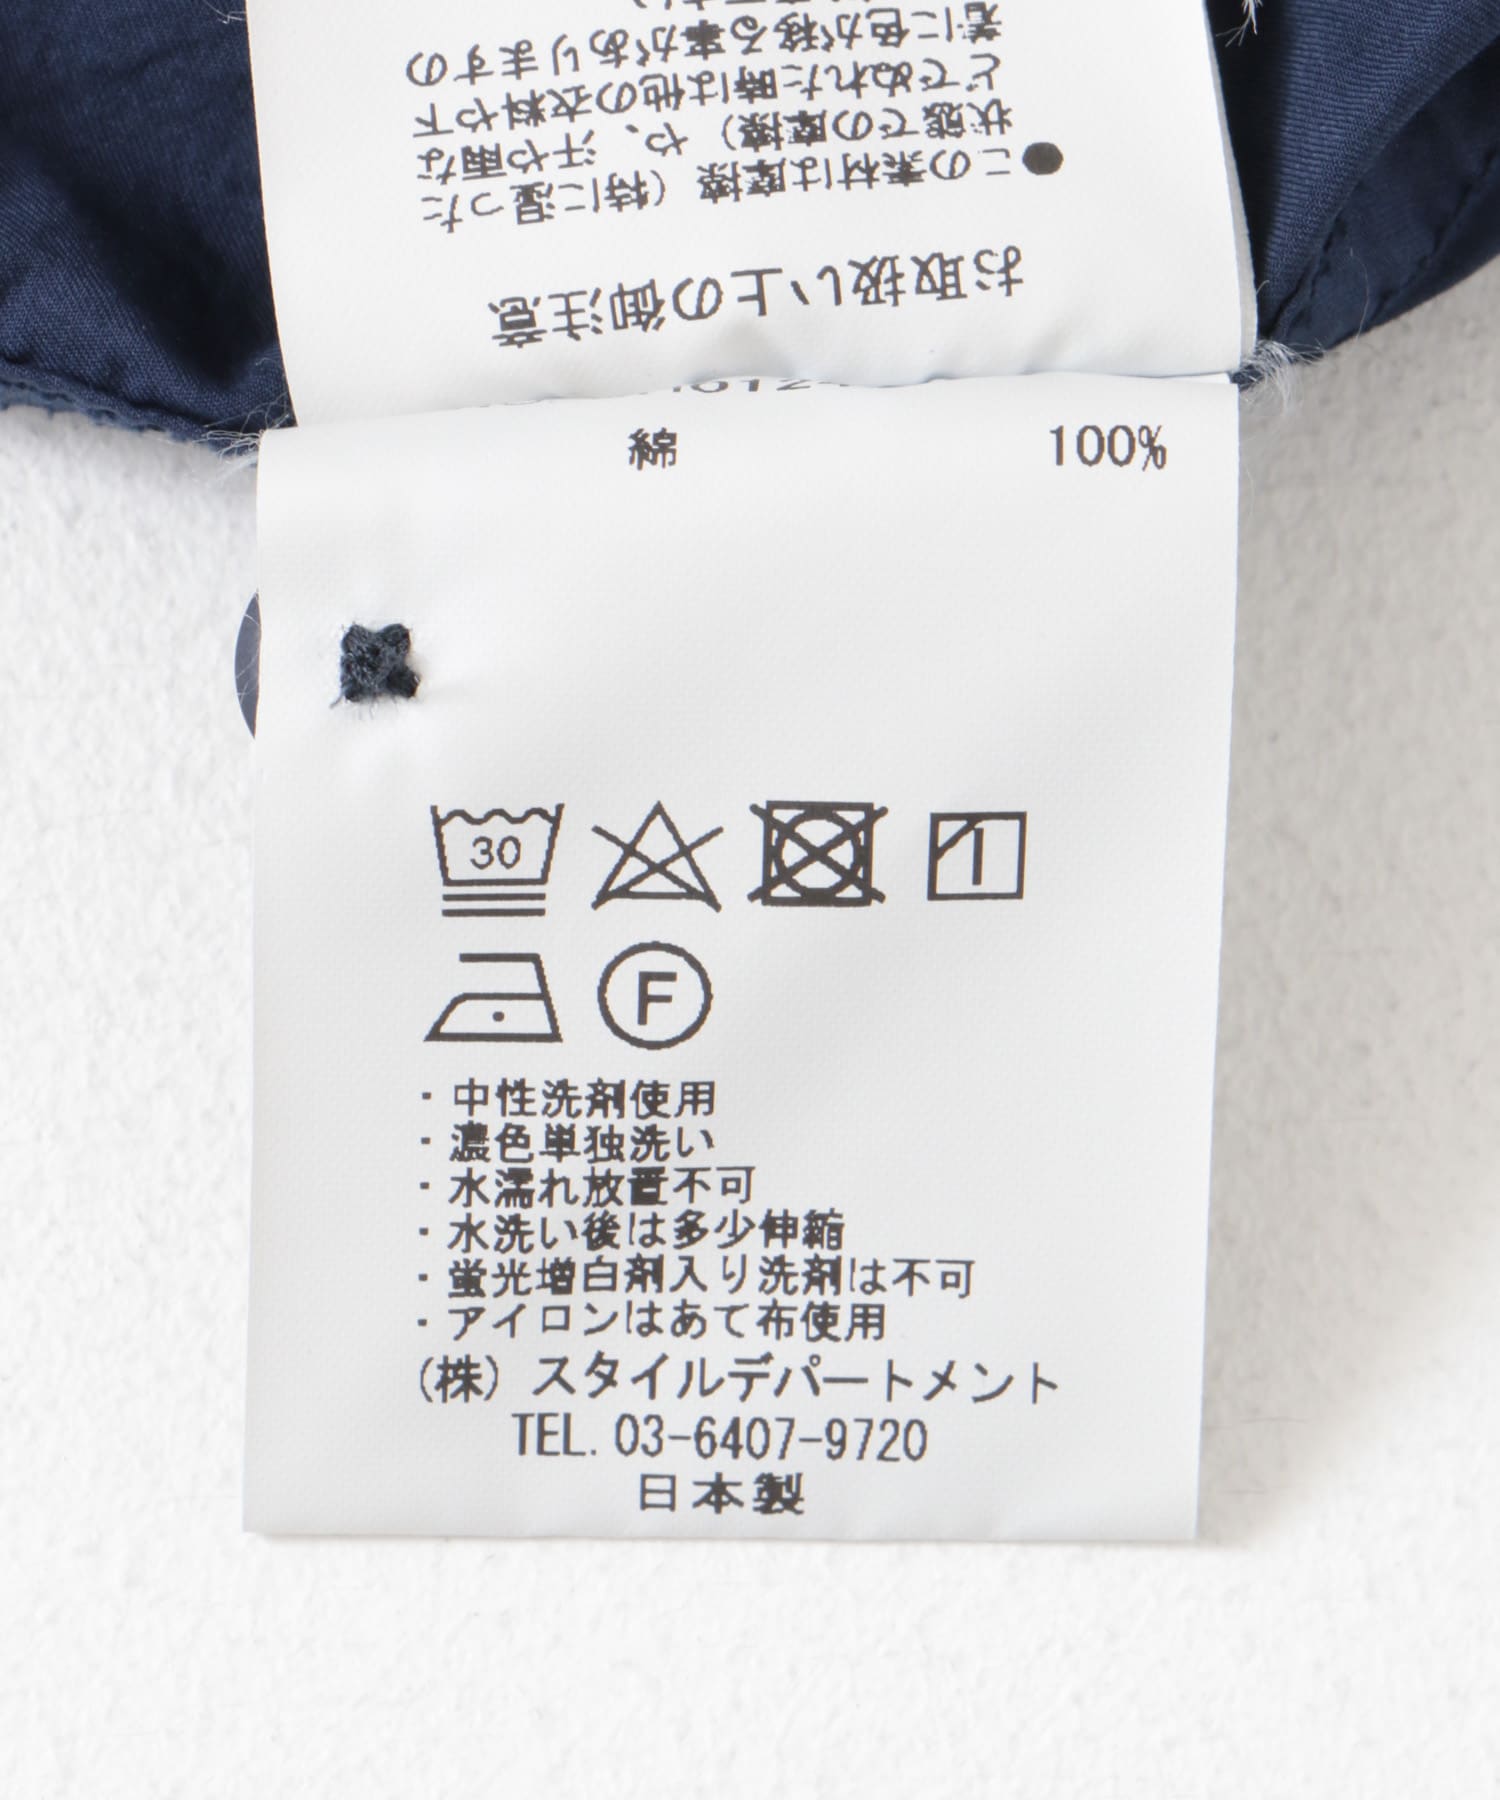 お取扱い上の御注意
●この素材は摩擦(特に湿った
状態での摩擦)や、汗や雨な
どでぬれた時は他の衣料や下
着に色が移る事がありますの
綿 100%
30
F
・中性洗剤使用
・濃色単独洗い
・水濡れ放置不可
・水洗い後は多少伸縮
・蛍光増白剤入り洗剤は不可
・アイロンはあて布使用
(株) スタイルデパートメント
TEL. 03-6407-9720
日本製